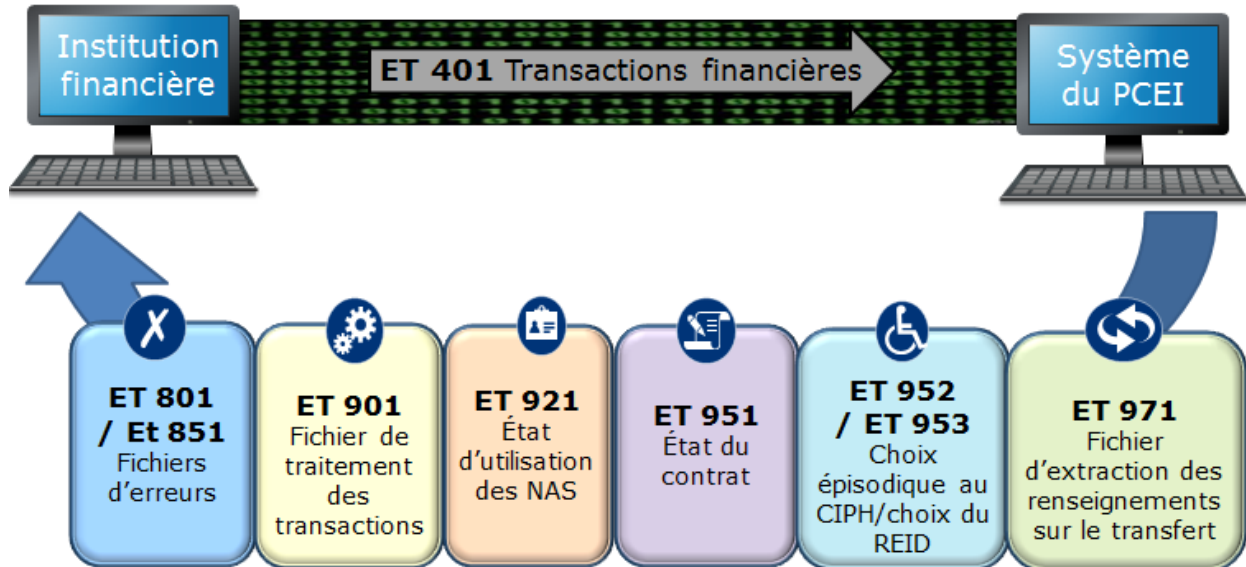 Institution
financière
ET 401 Transactions financières
Système
du PCEI
ET 801
/ Et 851
Fichiers
d'erreurs
ET 901
Fichier de
traitement
des
transactions
ET 921
État
d'utilisation
des NAS
ET 951
État du
contrat
ET 952
/ ET 953
Choix
épisodique au
CIPH/choix du
REID
ET 971
Fichier
d'extraction des
renseignements
sur le transfert